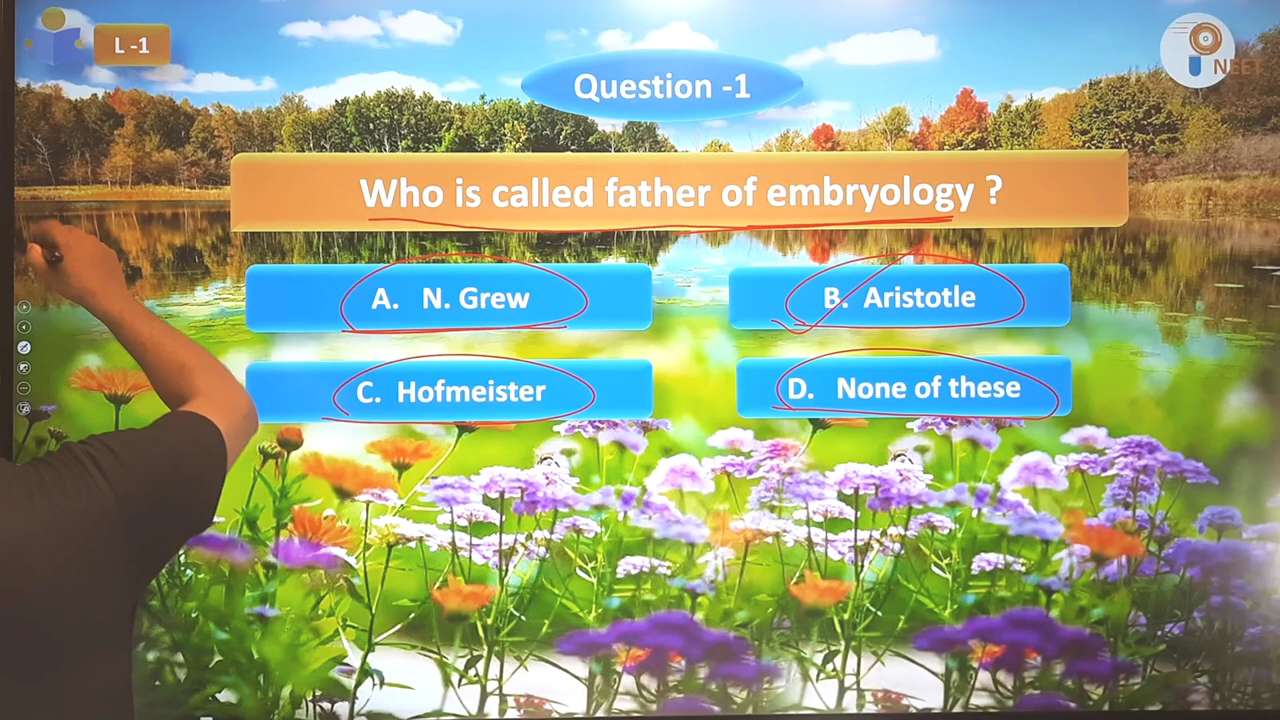 L -1
Question -1
NEET
Who is called father of embryology ?
A. N. Grew
B. Aristotle
C. Hofmeister
D. None of these